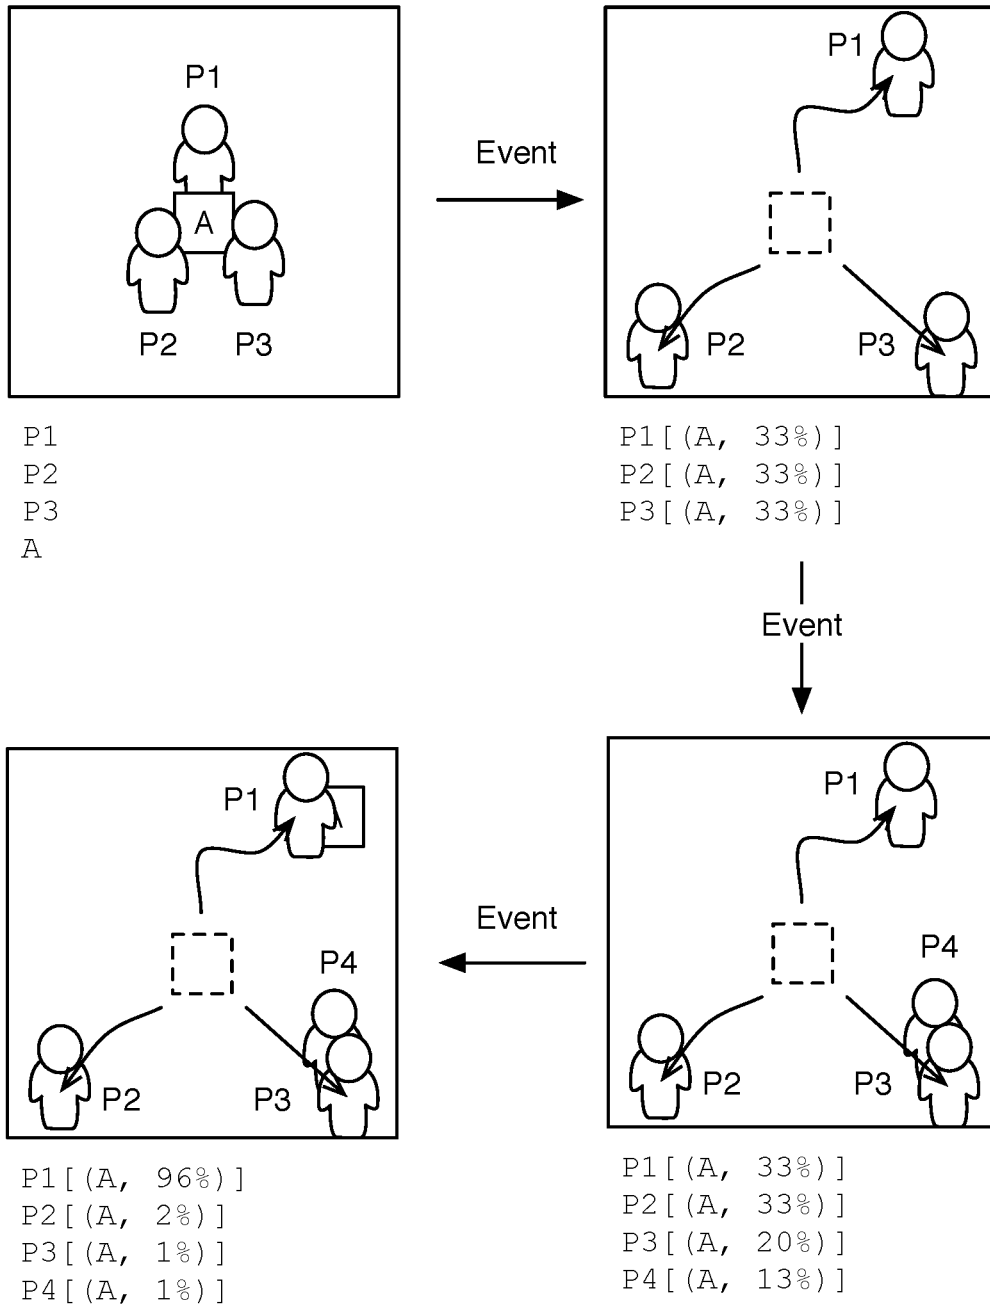 P1
A
P2 P3
P1
P2
P3
A
Event
P1
P2 P3
P1[(A, 33%)]
P2[(A, 33%)]
P3[(A, 33%)]
Event
P1
P4
P2 P3
P1[(A, 33%)]
P2[(A, 33%)]
P3[(A, 20%)]
P4[(A, 13%)]
Event
P1
P4
P2 P3
P1[(A, 96%)]
P2[(A, 2%)]
P3[(A, 1%)]
P4[(A, 1%)]